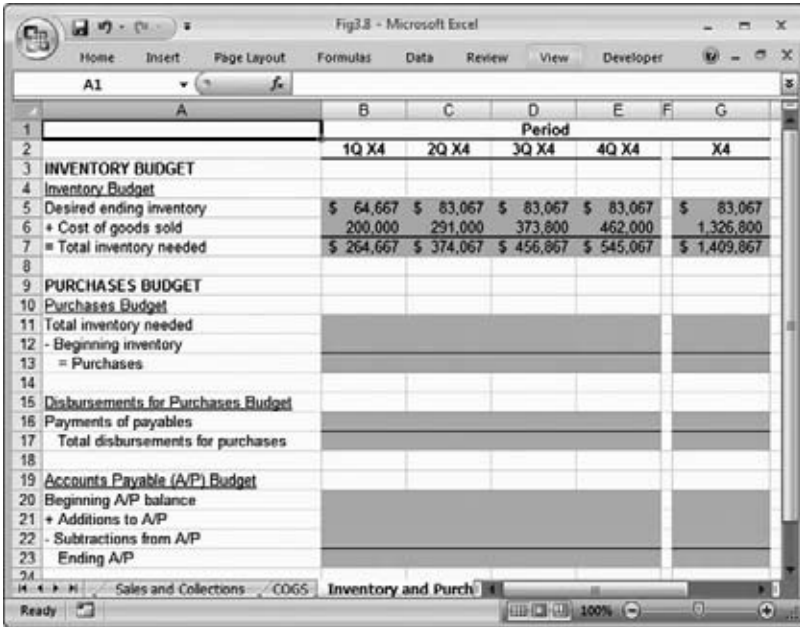 Fig3.8 - Microsoft Excel
Home Insert Page Layout Formulas Data Review View Developer
A1 fx
A B C D E F G
1 Period
2 1Q X4 2Q X4 3Q X4 4Q X4 X4
3 INVENTORY BUDGET
4 Inventory Budget
5 Desired ending inventory $ 64,667 $ 83,067 $ 83,067 $ 83,067 $ 83,067
6 + Cost of goods sold 200,000 291,000 373,800 462,000 1,326,800
7 = Total inventory needed $ 264,667 $ 374,067 $ 456,867 $ 545,067 $ 1,409,867
8
9 PURCHASES BUDGET
10 Purchases Budget
11 Total inventory needed
12 - Beginning inventory
13 = Purchases
14
15 Disbursements for Purchases Budget
16 Payments of payables
17 Total disbursements for purchases
18
19 Accounts Payable (A/P) Budget
20 Beginning A/P balance
21 + Additions to A/P
22 - Subtractions from A/P
23 Ending A/P
24
Sales and Collections COGS Inventory and Purch
Ready 100%